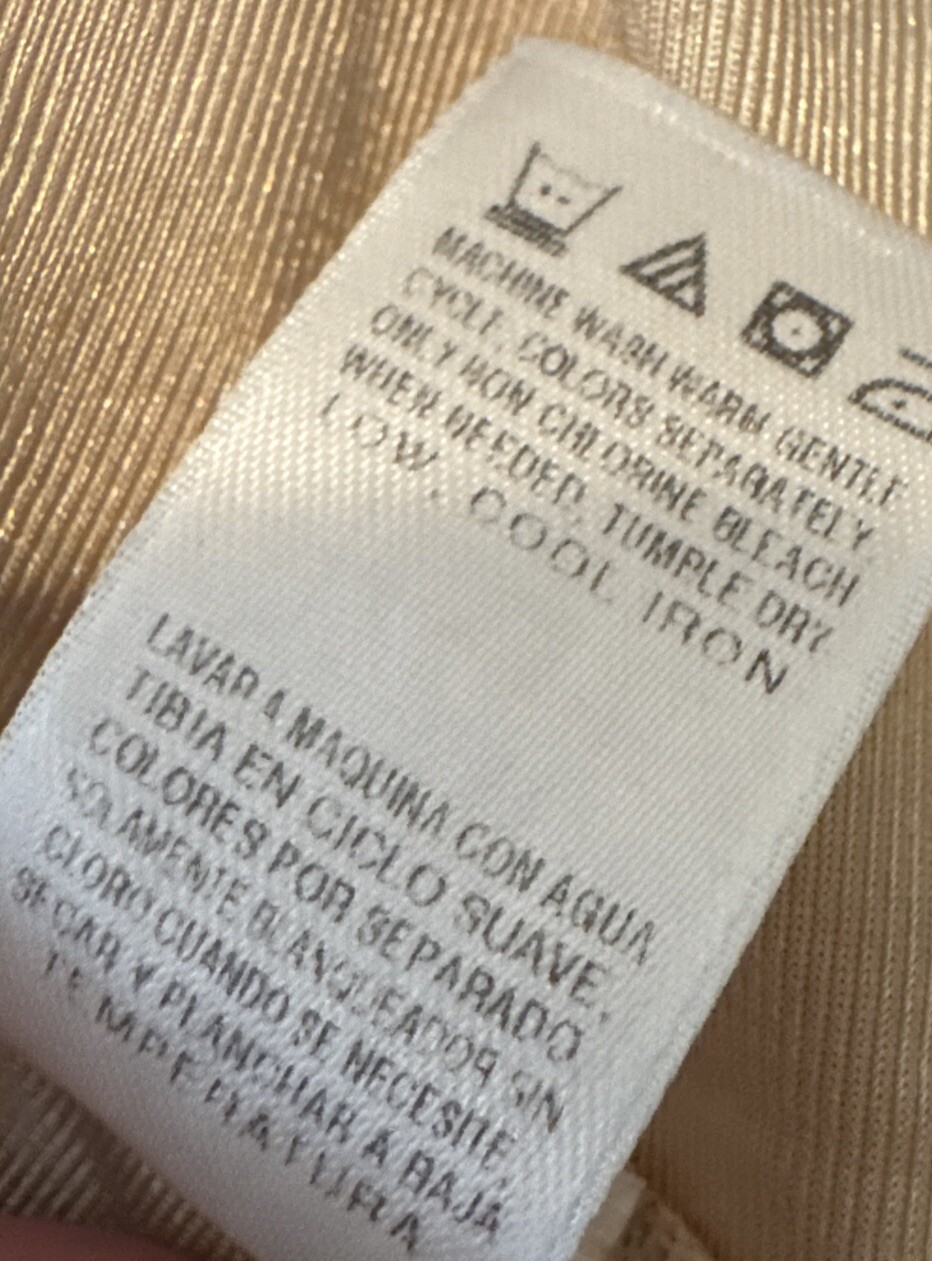 MACHINE WASH WARM GENTLE
CYCLE. COLORS SEPARATELY
ONLY NON CHLORINE BLEACH
WHEN NEEDED. TUMPLE DRY
LOW. COOL IRON
LAVAR A MAQUINA CON AGUA
TIBIA EN CICLO SUAVE.
COLORES POR SEPARADO
SOLAMENTE BLANQUEADOR SIN
CLORO CUANDO SE NECESITE
SECAR Y PLANCHAR A BAJA
TEMPERATURA